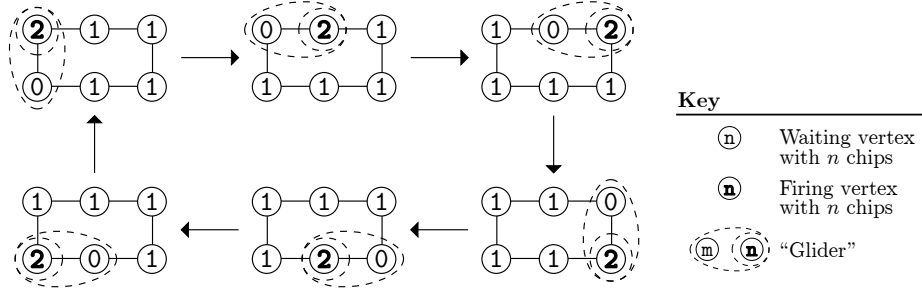 2 1 1 0 2 1 1 0 2
0 1 1 1 1 1 1 1 1
Key
n Waiting vertex
with n chips
n Firing vertex
with n chips
m n "Glider"
1 1 1 1 1 1 1 1 0
2 0 1 1 2 0 1 1 2